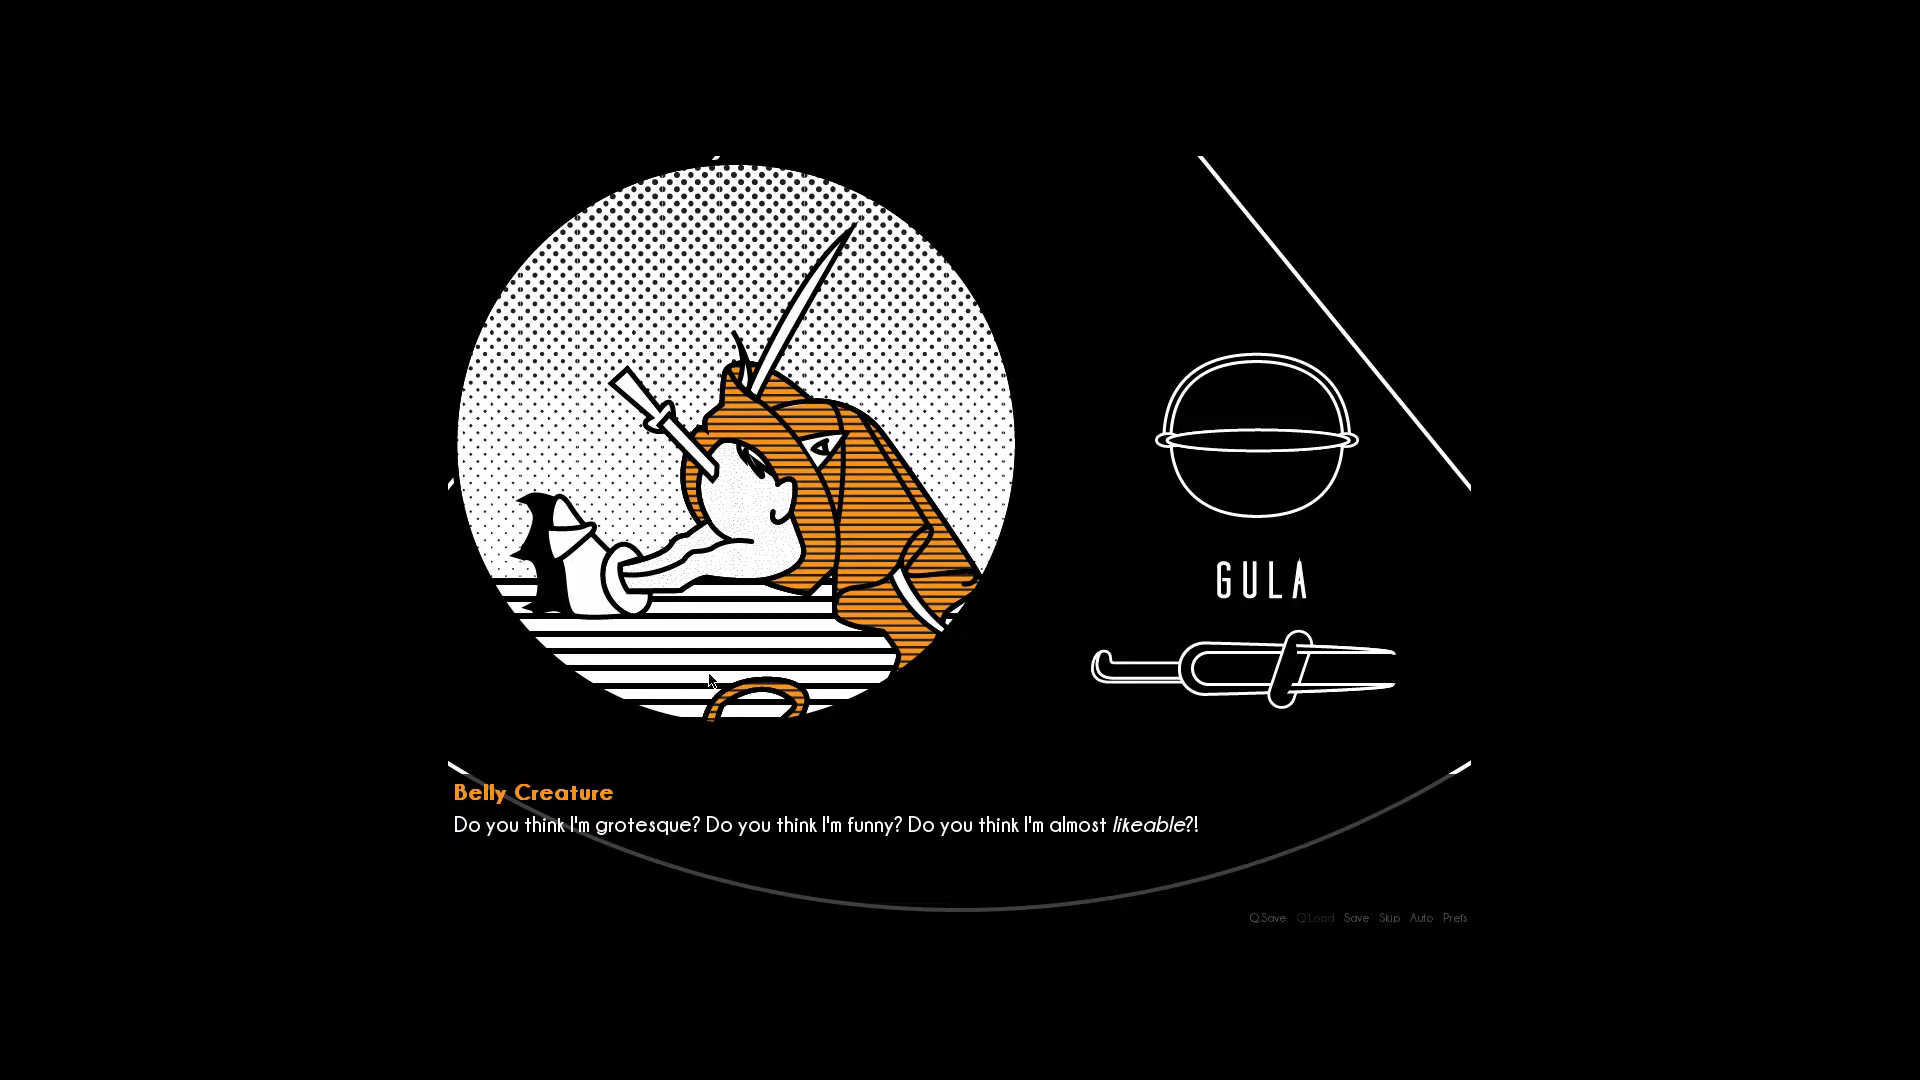 GULA
Belly Creature
Do you think I'm grotesque? Do you think I'm funny? Do you think I'm almost likeable?!
Q.Save Q.Load Save Skip Auto Prefs